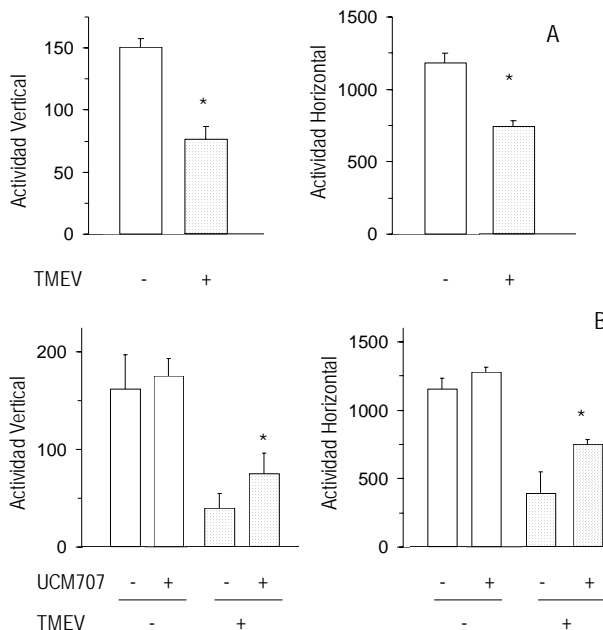 A
Actividad Vertical
150
100
50
0
*
Actividad Horizontal
1500
1000
500
0
*
TMEV - + - +
B
Actividad Vertical
200
100
0
*
Actividad Horizontal
1500
1000
500
0
*
UCM707 - + - + - + - +
TMEV - + - +